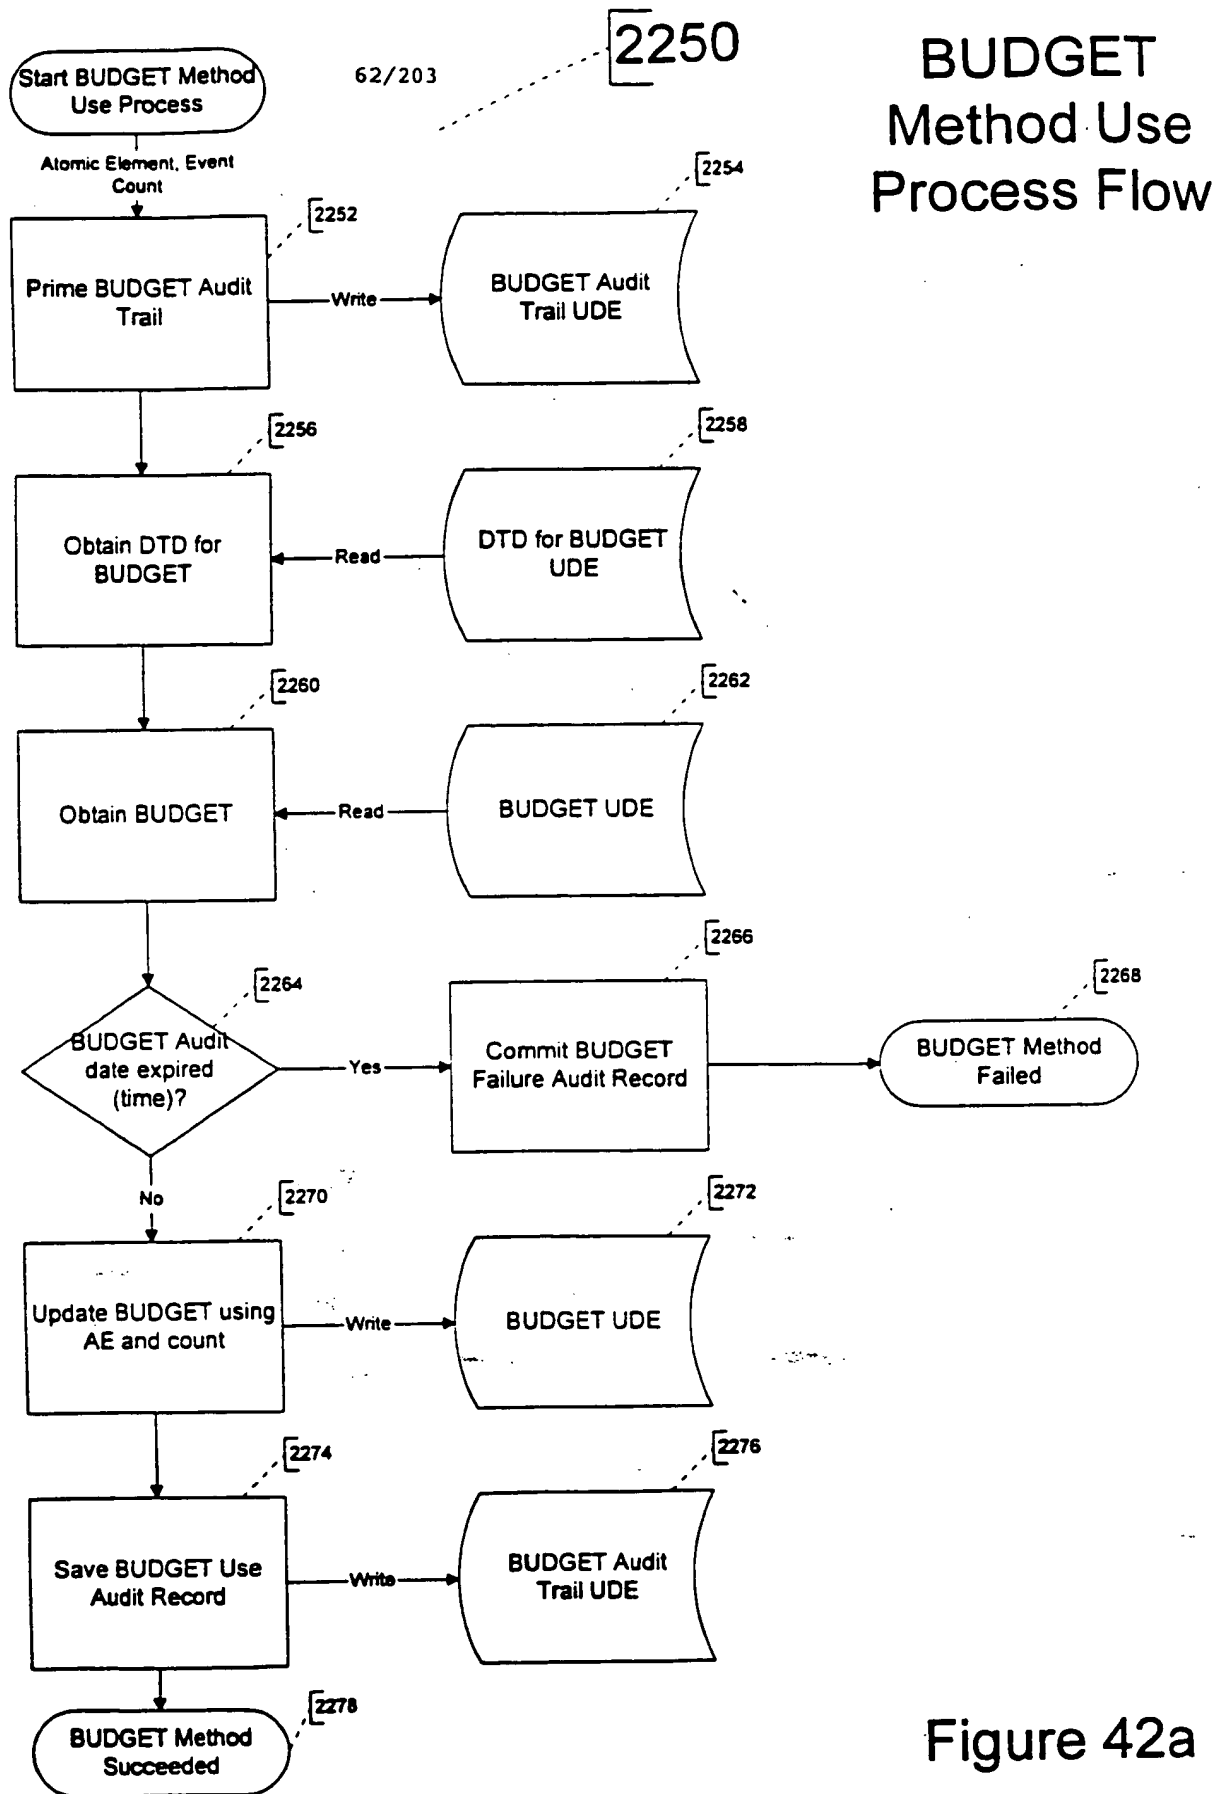 2250
BUDGET
Method Use
Process Flow
62/203
Start BUDGET Method
Use Process
Atomic Element, Event
Count
2252
2254
Prime BUDGET Audit
Trail
Write
BUDGET Audit
Trail UDE
2256
2258
Obtain DTD for
BUDGET
Read
DTD for BUDGET
UDE
2260
2262
Obtain BUDGET
Read
BUDGET UDE
2264
2266
2268
BUDGET Audit
date expired
(time)?
Yes
Commit BUDGET
Failure Audit Record
BUDGET Method
Failed
No
2270
2272
Update BUDGET using
AE and count
Write
BUDGET UDE
2274
2276
Save BUDGET Use
Audit Record
Write
BUDGET Audit
Trail UDE
2278
BUDGET Method
Succeeded
Figure 42a